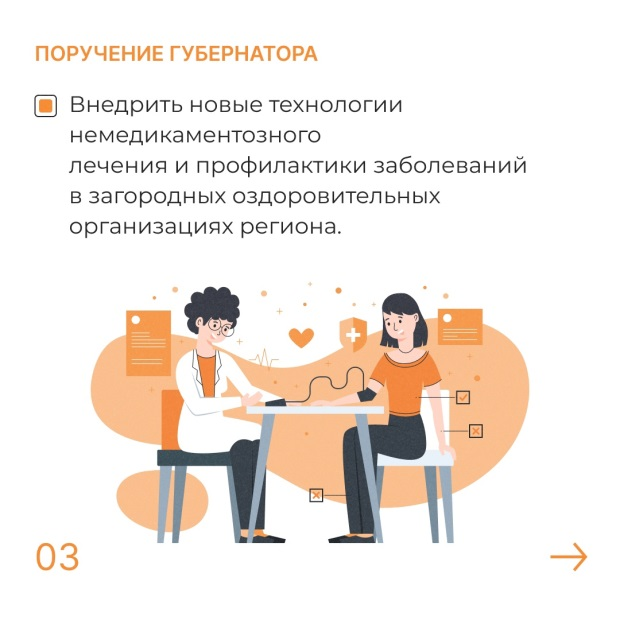 ПОРУЧЕНИЕ ГУБЕРНАТОРА
Внедрить новые технологии
немедикаментозного
лечения и профилактики заболеваний
в загородных оздоровительных
организациях региона.
03